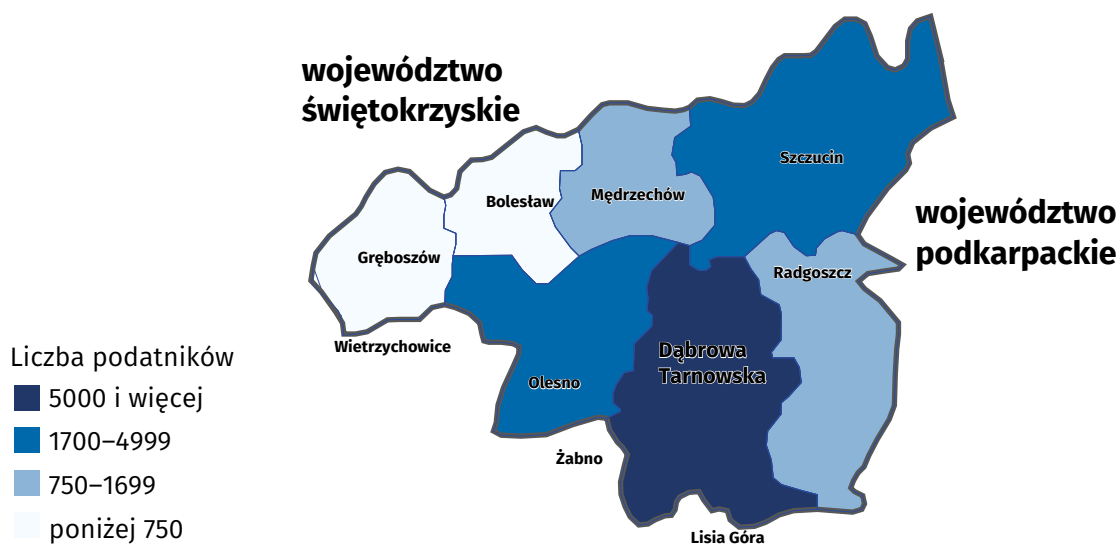 województwo
świętokrzyskie
Szczucin
Mędrzechów
Bolesław
województwo
podkarpackie
Gręboszów
Radgoszcz
Wietrzychowice
Dąbrowa
Tarnowska
Olesno
Żabno
Lisia Góra
Liczba podatników
5000 i więcej
1700–4999
750–1699
poniżej 750